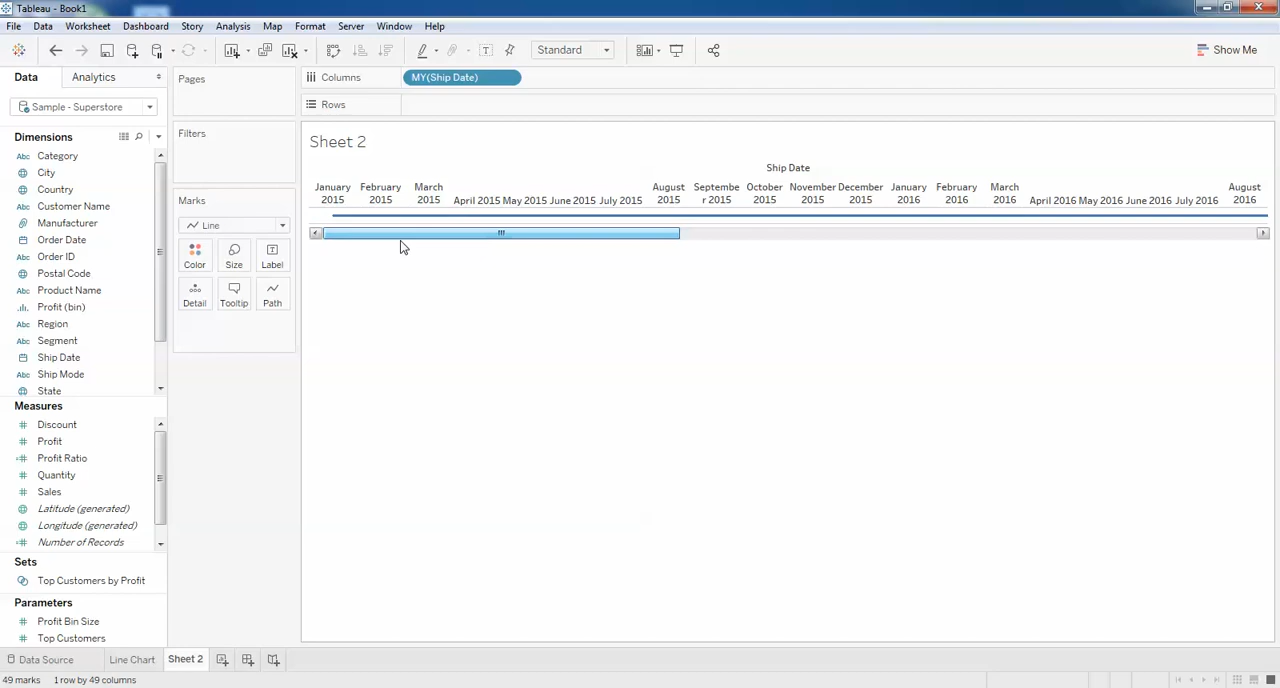 Tableau - Book1
File Data Worksheet Dashboard Story Analysis Map Format Server Window Help
Standard
Show Me
Data Analytics
Sample - Superstore
Dimensions
Category
City
Country
Customer Name
Manufacturer
Order Date
Order ID
Postal Code
Product Name
Profit (bin)
Region
Segment
Ship Date
Ship Mode
State
Measures
Discount
Profit
Profit Ratio
Quantity
Sales
Latitude (generated)
Longitude (generated)
Number of Records
Sets
Top Customers by Profit
Parameters
Profit Bin Size
Top Customers
Pages
Filters
Marks
Line
Color Size Label
Detail Tooltip Path
Columns MY(Ship Date)
Rows
Sheet 2
Ship Date
January February March August Septembe October November December January February March August
2015 2015 2015 April 2015 May 2015 June 2015 July 2015 2015 r 2015 2015 2015 2015 2016 2016 2016 April 2016 May 2016 June 2016 July 2016 2016
Data Source Line Chart Sheet 2
49 marks 1 row by 49 columns